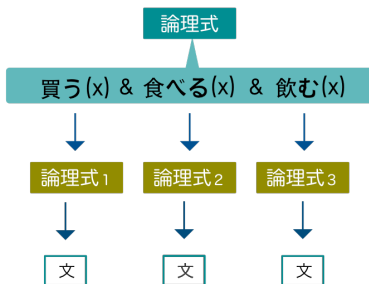 論理式
買う(x) & 食べる(x) & 飲む(x)
論理式1 論理式2 論理式3
文 文 文